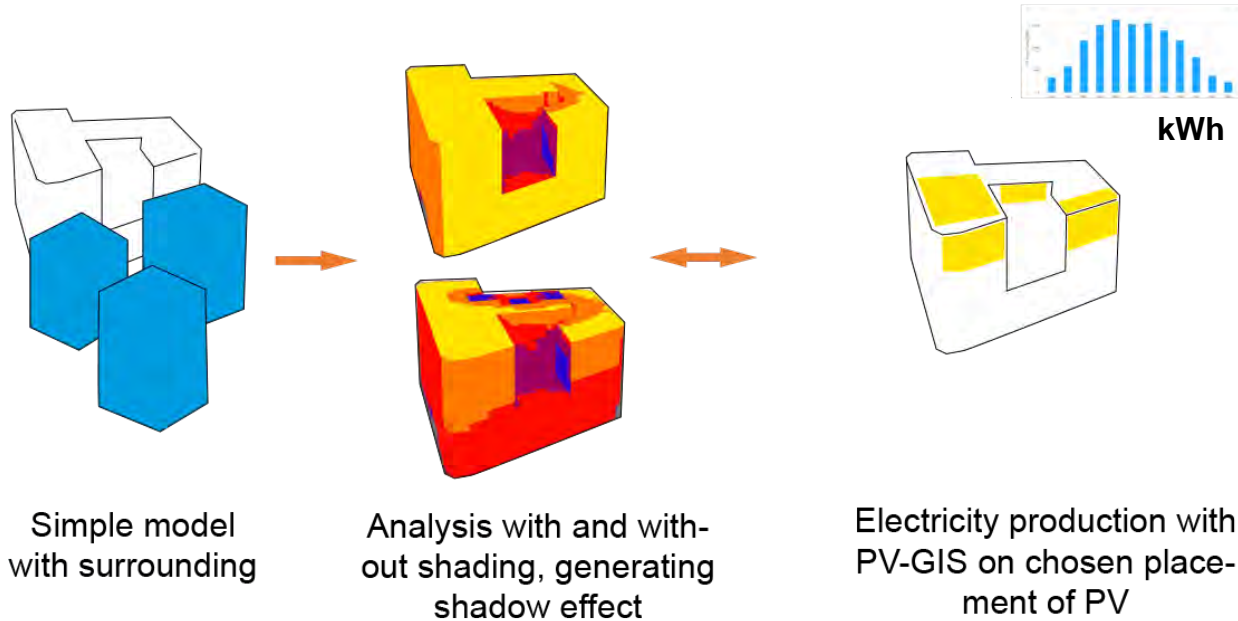 kWh
Simple model
with surrounding
Analysis with and with-
out shading, generating
shadow effect
Electricity production with
PV-GIS on chosen place-
ment of PV